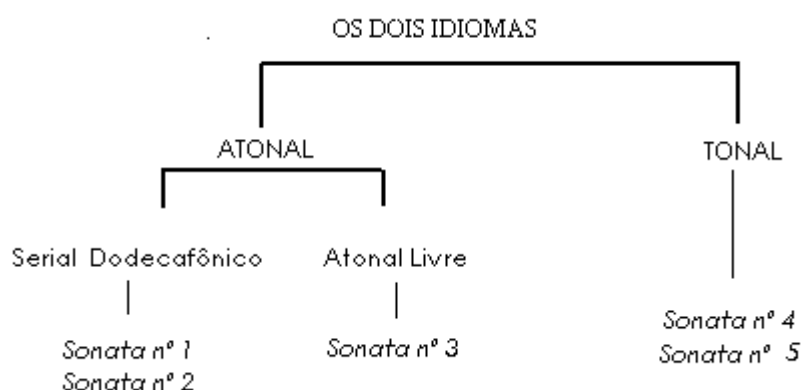 OS DOIS IDIOMAS
ATONAL
TONAL
Serial Dodecafônico
Atonal Livre
Sonata nº 1
Sonata nº 2
Sonata nº 3
Sonata nº 4
Sonata nº 5